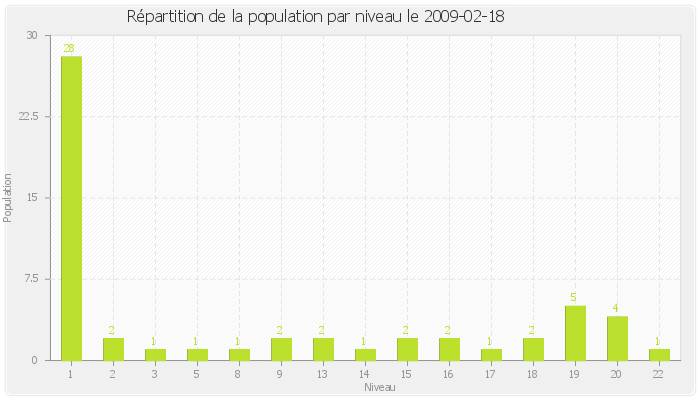 Répartition de la population par niveau le 2009-02-18
Population
30
22.5
15
7.5
0
28 2 1 1 1 2 2 1 2 2 1 2 5 4 1
1 2 3 5 8 9 13 14 15 16 17 18 19 20 22
Niveau